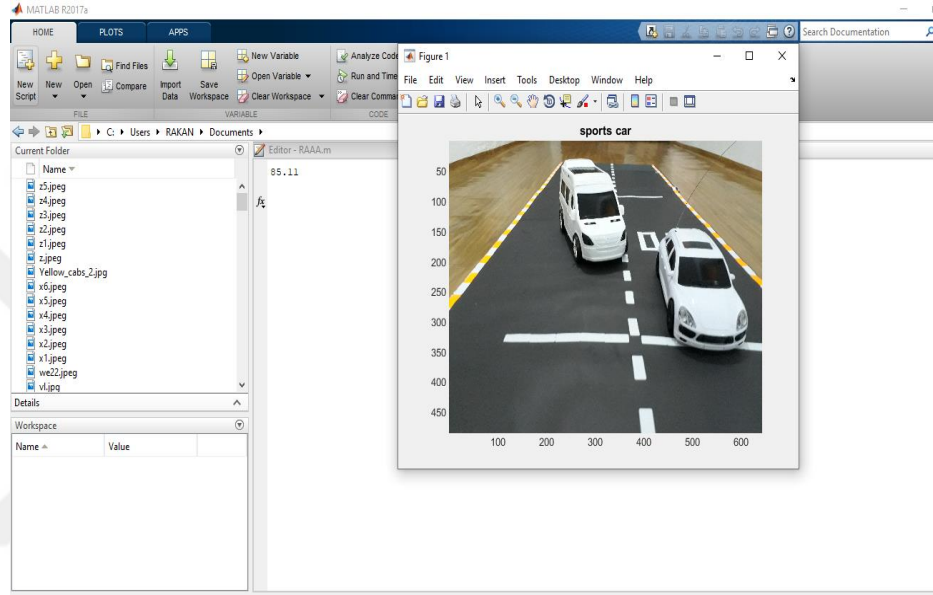 MATLAB R2017a
HOME PLOTS APPS
Search Documentation
New Script
New
Open
Find Files
Compare
Import Data
Save Workspace
New Variable
Open Variable
Clear Workspace
Analyze Code
Run and Time
Clear Comma
FILE VARIABLE CODE
C: Users RAKAN Documents
Current Folder
Name
z5.jpeg
z4.jpeg
z3.jpeg
z2.jpeg
z1.jpeg
z.jpeg
Yellow_cabs_2.jpg
x6.jpeg
x5.jpeg
x4.jpeg
x3.jpeg
x2.jpeg
x1.jpeg
we22.jpeg
vl.jpg
Details
Workspace
Name Value
Editor - RAAA.m
85.11
fx
Figure 1
File Edit View Insert Tools Desktop Window Help
sports car
50
100
150
200
250
300
350
400
450
100 200 300 400 500 600